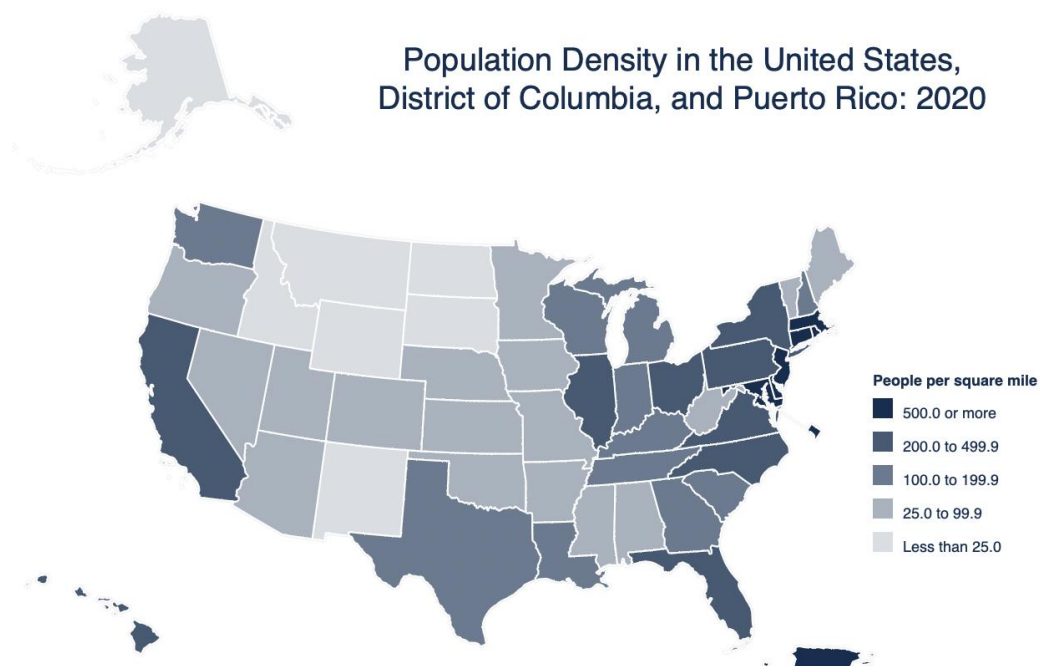 Population Density in the United States,
District of Columbia, and Puerto Rico: 2020
People per square mile
500.0 or more
200.0 to 499.9
100.0 to 199.9
25.0 to 99.9
Less than 25.0